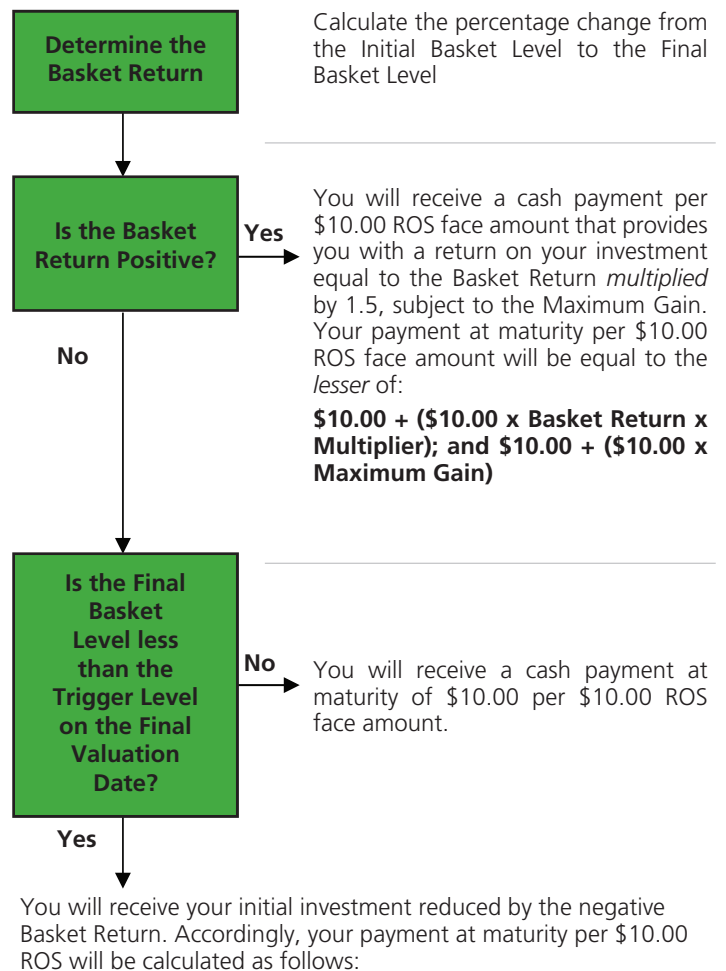 Determine the
Basket Return
Calculate the percentage change from
the Initial Basket Level to the Final
Basket Level
Is the Basket
Return Positive?
Yes
You will receive a cash payment per
$10.00 ROS face amount that provides
you with a return on your investment
equal to the Basket Return multiplied
by 1.5, subject to the Maximum Gain.
Your payment at maturity per $10.00
ROS face amount will be equal to the
lesser of:
$10.00 + ($10.00 x Basket Return x
Multiplier); and $10.00 + ($10.00 x
Maximum Gain)
No
Is the Final
Basket
Level less
than the
Trigger Level
on the Final
Valuation
Date?
No
You will receive a cash payment at
maturity of $10.00 per $10.00 ROS
face amount.
Yes
You will receive your initial investment reduced by the negative
Basket Return. Accordingly, your payment at maturity per $10.00
ROS will be calculated as follows: